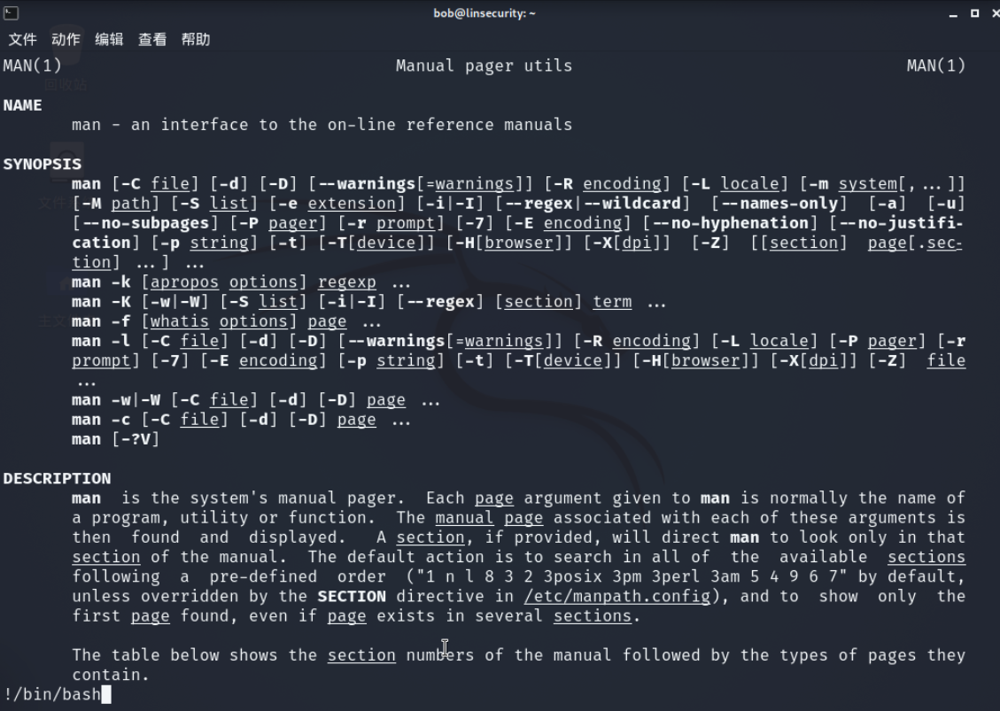 bob@linsecurity: ~
文件 动作 编辑 查看 帮助
MAN(1) Manual pager utils MAN(1)
NAME
man - an interface to the on-line reference manuals
SYNOPSIS
man [-C file] [-d] [-D] [--warnings[=warnings]] [-R encoding] [-L locale] [-m system[,...]]
[-M path] [-S list] [-e extension] [-i|-I] [--regex|--wildcard] [--names-only] [-a] [-u]
[--no-subpages] [-P pager] [-r prompt] [-7] [-E encoding] [--no-hyphenation] [--no-justifi-
cation] [-p string] [-t] [-T[device]] [-H[browser]] [-X[dpi]] [-Z] [[section] page[.sec-
tion] ...] ...
man -k [apropos options] regexp ...
man -K [-w|-W] [-S list] [-i|-I] [--regex] [section] term ...
man -f [whatis options] page ...
man -l [-C file] [-d] [-D] [--warnings[=warnings]] [-R encoding] [-L locale] [-P pager] [-r
prompt] [-7] [-E encoding] [-p string] [-t] [-T[device]] [-H[browser]] [-X[dpi]] [-Z] file
...
man -w|-W [-C file] [-d] [-D] page ...
man -c [-C file] [-d] [-D] page ...
man [-?V]
DESCRIPTION
man is the system's manual pager. Each page argument given to man is normally the name of
a program, utility or function. The manual page associated with each of these arguments is
then found and displayed. A section, if provided, will direct man to look only in that
section of the manual. The default action is to search in all of the available sections
following a pre-defined order ("1 n l 8 3 2 3posix 3pm 3perl 3am 5 4 9 6 7" by default,
unless overridden by the SECTION directive in /etc/manpath.config), and to show only the
first page found, even if page exists in several sections.
The table below shows the section numbers of the manual followed by the types of pages they
contain.
!/bin/bash